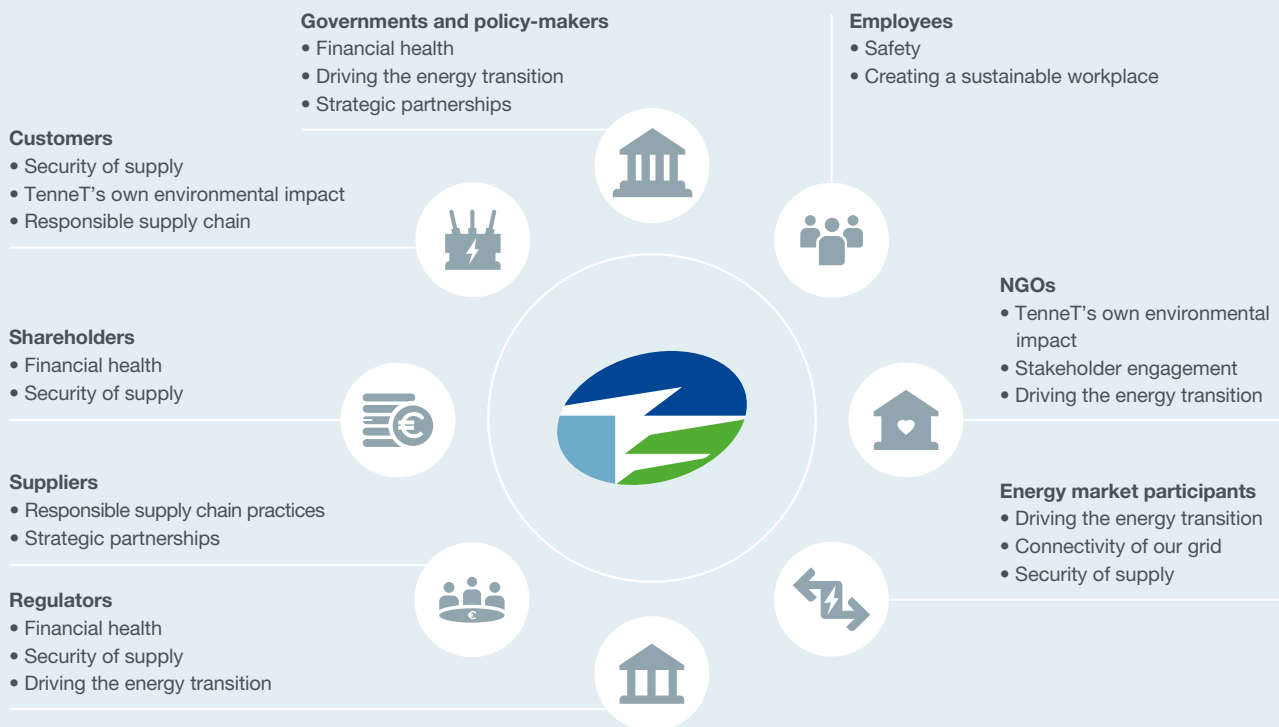 Governments and policy-makers
• Financial health
• Driving the energy transition
• Strategic partnerships
Employees
• Safety
• Creating a sustainable workplace
Customers
• Security of supply
• TenneT’s own environmental impact
• Responsible supply chain
NGOs
• TenneT’s own environmental
impact
• Stakeholder engagement
• Driving the energy transition
Shareholders
• Financial health
• Security of supply
Suppliers
• Responsible supply chain practices
• Strategic partnerships
Energy market participants
• Driving the energy transition
• Connectivity of our grid
• Security of supply
Regulators
• Financial health
• Security of supply
• Driving the energy transition
€
€